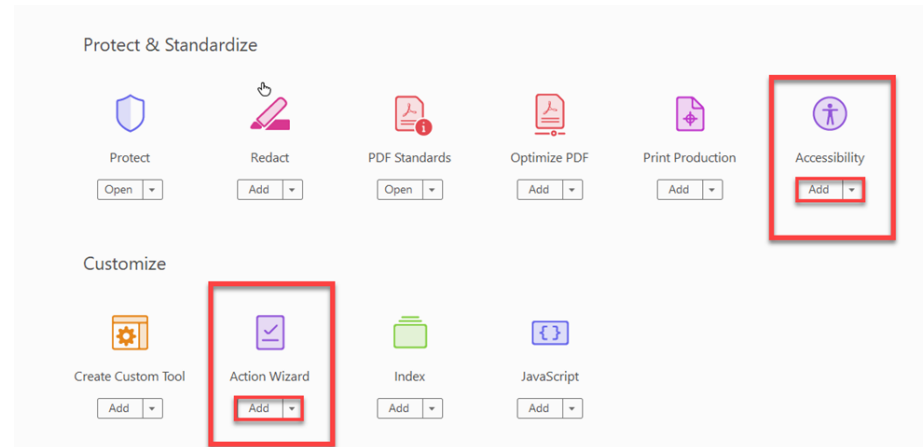 Protect & Standardize
Protect Redact PDF Standards Optimize PDF Print Production Accessibility
Open Add Open Add Add Add
Customize
{}
Create Custom Tool Action Wizard Index JavaScript
Add Add Add Add